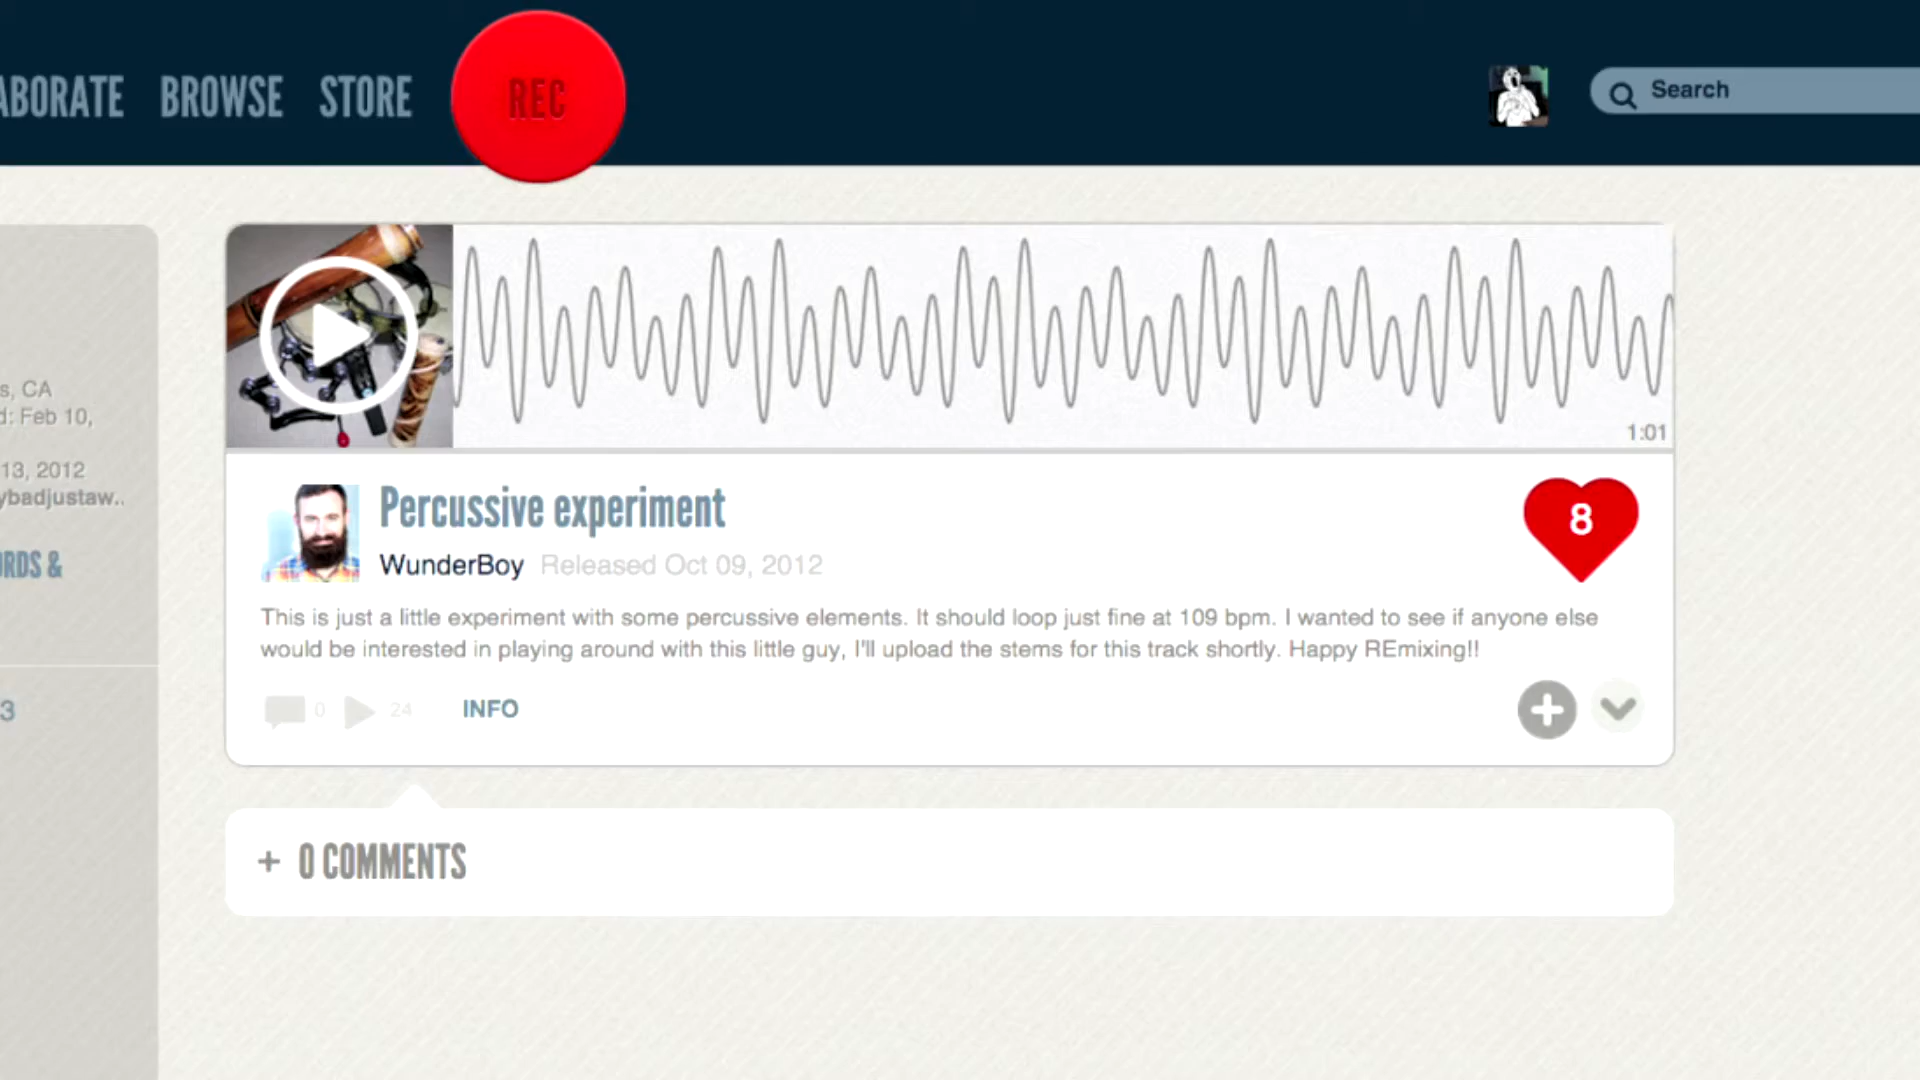 ABORATE BROWSE STORE REC Search
s, CA
d: Feb 10,
13, 2012
ybadjustaw..
ORDS &
3
1:01
Percussive experiment
8
WunderBoy Released Oct 09, 2012
This is just a little experiment with some percussive elements. It should loop just fine at 109 bpm. I wanted to see if anyone else
would be interested in playing around with this little guy, I'll upload the stems for this track shortly. Happy REmixing!!
0 24 INFO
+ 0 COMMENTS